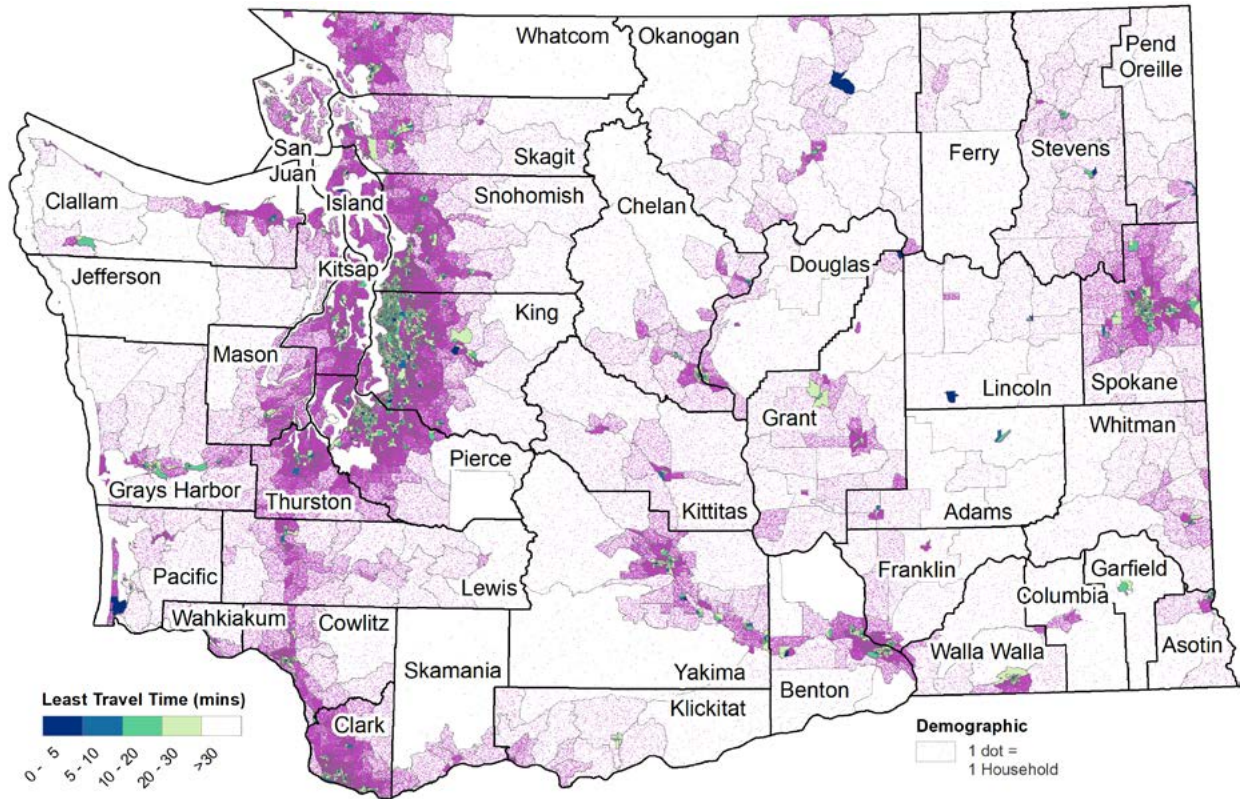 Whatcom
Okanogan
Pend
Oreille
San
Juan
Skagit
Ferry
Stevens
Clallam
Island
Snohomish
Chelan
Jefferson
Kitsap
Douglas
King
Mason
Lincoln
Spokane
Grant
Whitman
Pierce
Grays Harbor
Thurston
Kittitas
Adams
Pacific
Lewis
Franklin
Garfield
Columbia
Wahkiakum
Cowlitz
Skamania
Yakima
Walla Walla
Asotin
Benton
Klickitat
Clark
Least Travel Time (mins)
0 - 5
5 - 10
10 - 20
20 - 30
>30
Demographic
1 dot =
1 Household